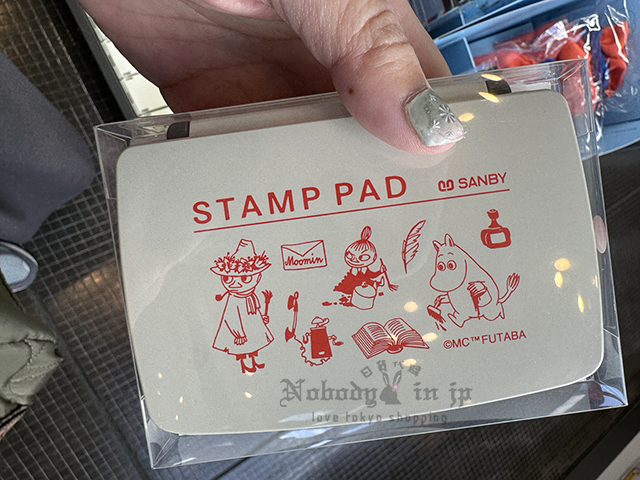 STAMP PAD SANBY
Moomin
©MC™FUTABA
Nobody in jp
love tokyo shopping